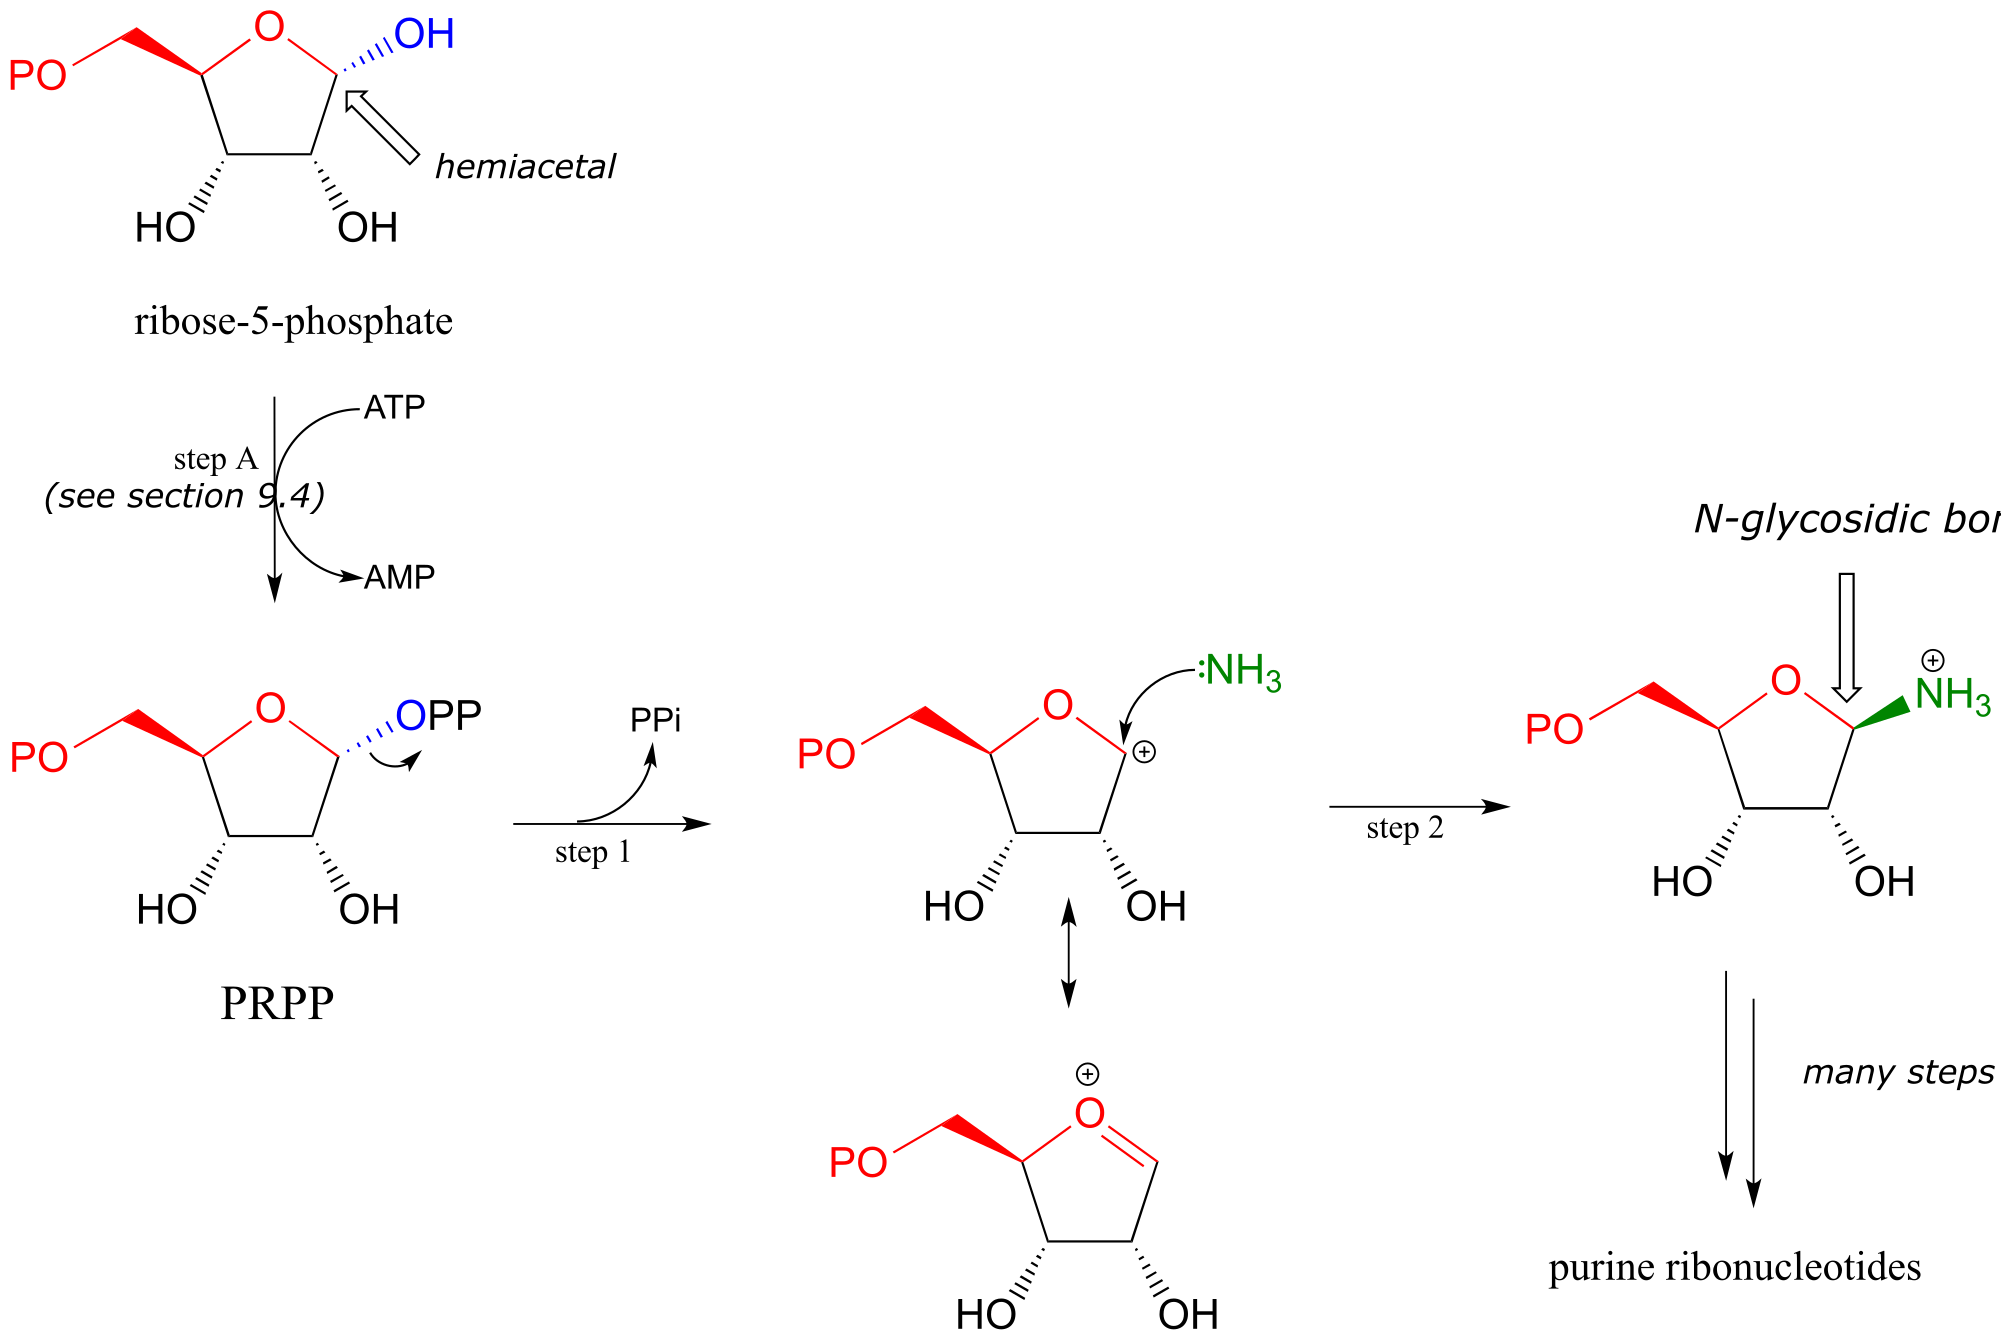 O
OH
PO
hemiacetal
HO
OH
ribose-5-phosphate
ATP
step A
(see section 9.4)
AMP
N-glycosidic bon
O
OPP
PO
HO
OH
PRPP
PPi
step 1
:NH3
O
+
PO
HO
OH
step 2
+
O
NH3
PO
HO
OH
many steps
+
O
PO
HO
OH
purine ribonucleotides